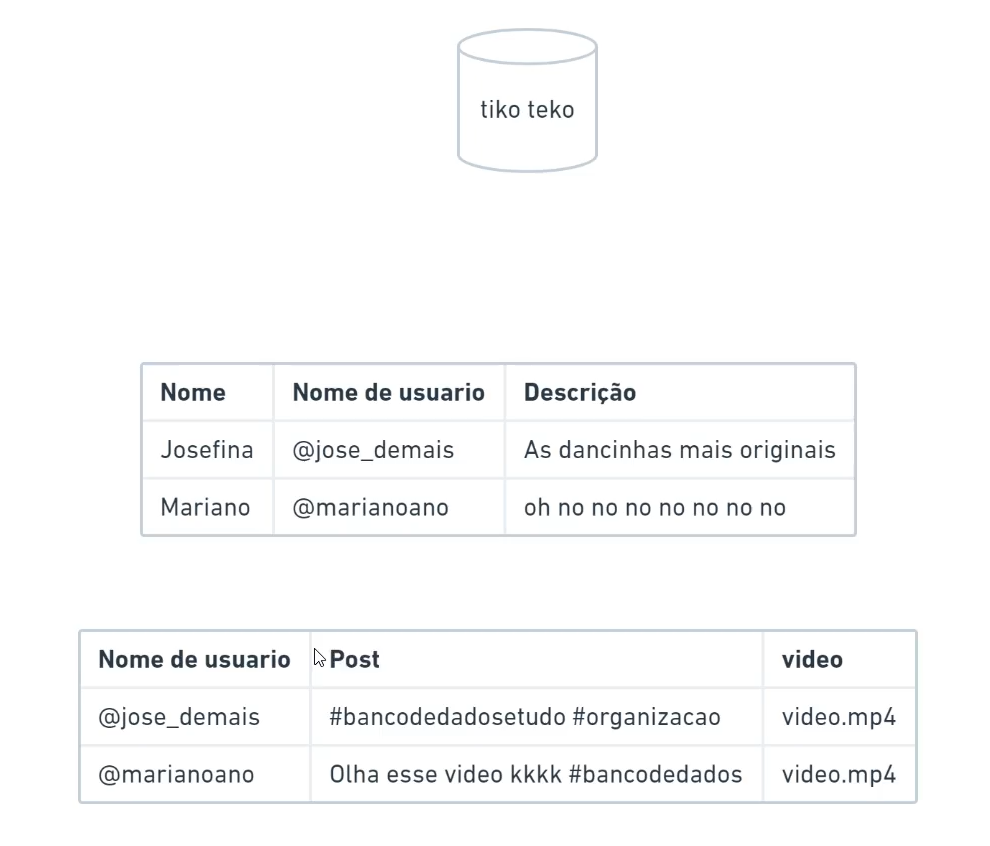 tiko teko
Nome Nome de usuario Descrição
Josefina @jose_demais As dancinhas mais originais
Mariano @marianoano oh no no no no no no no
Nome de usuario Post video
@jose_demais #bancodedadosetudo #organizacao video.mp4
@marianoano Olha esse video kkkk #bancodedados video.mp4